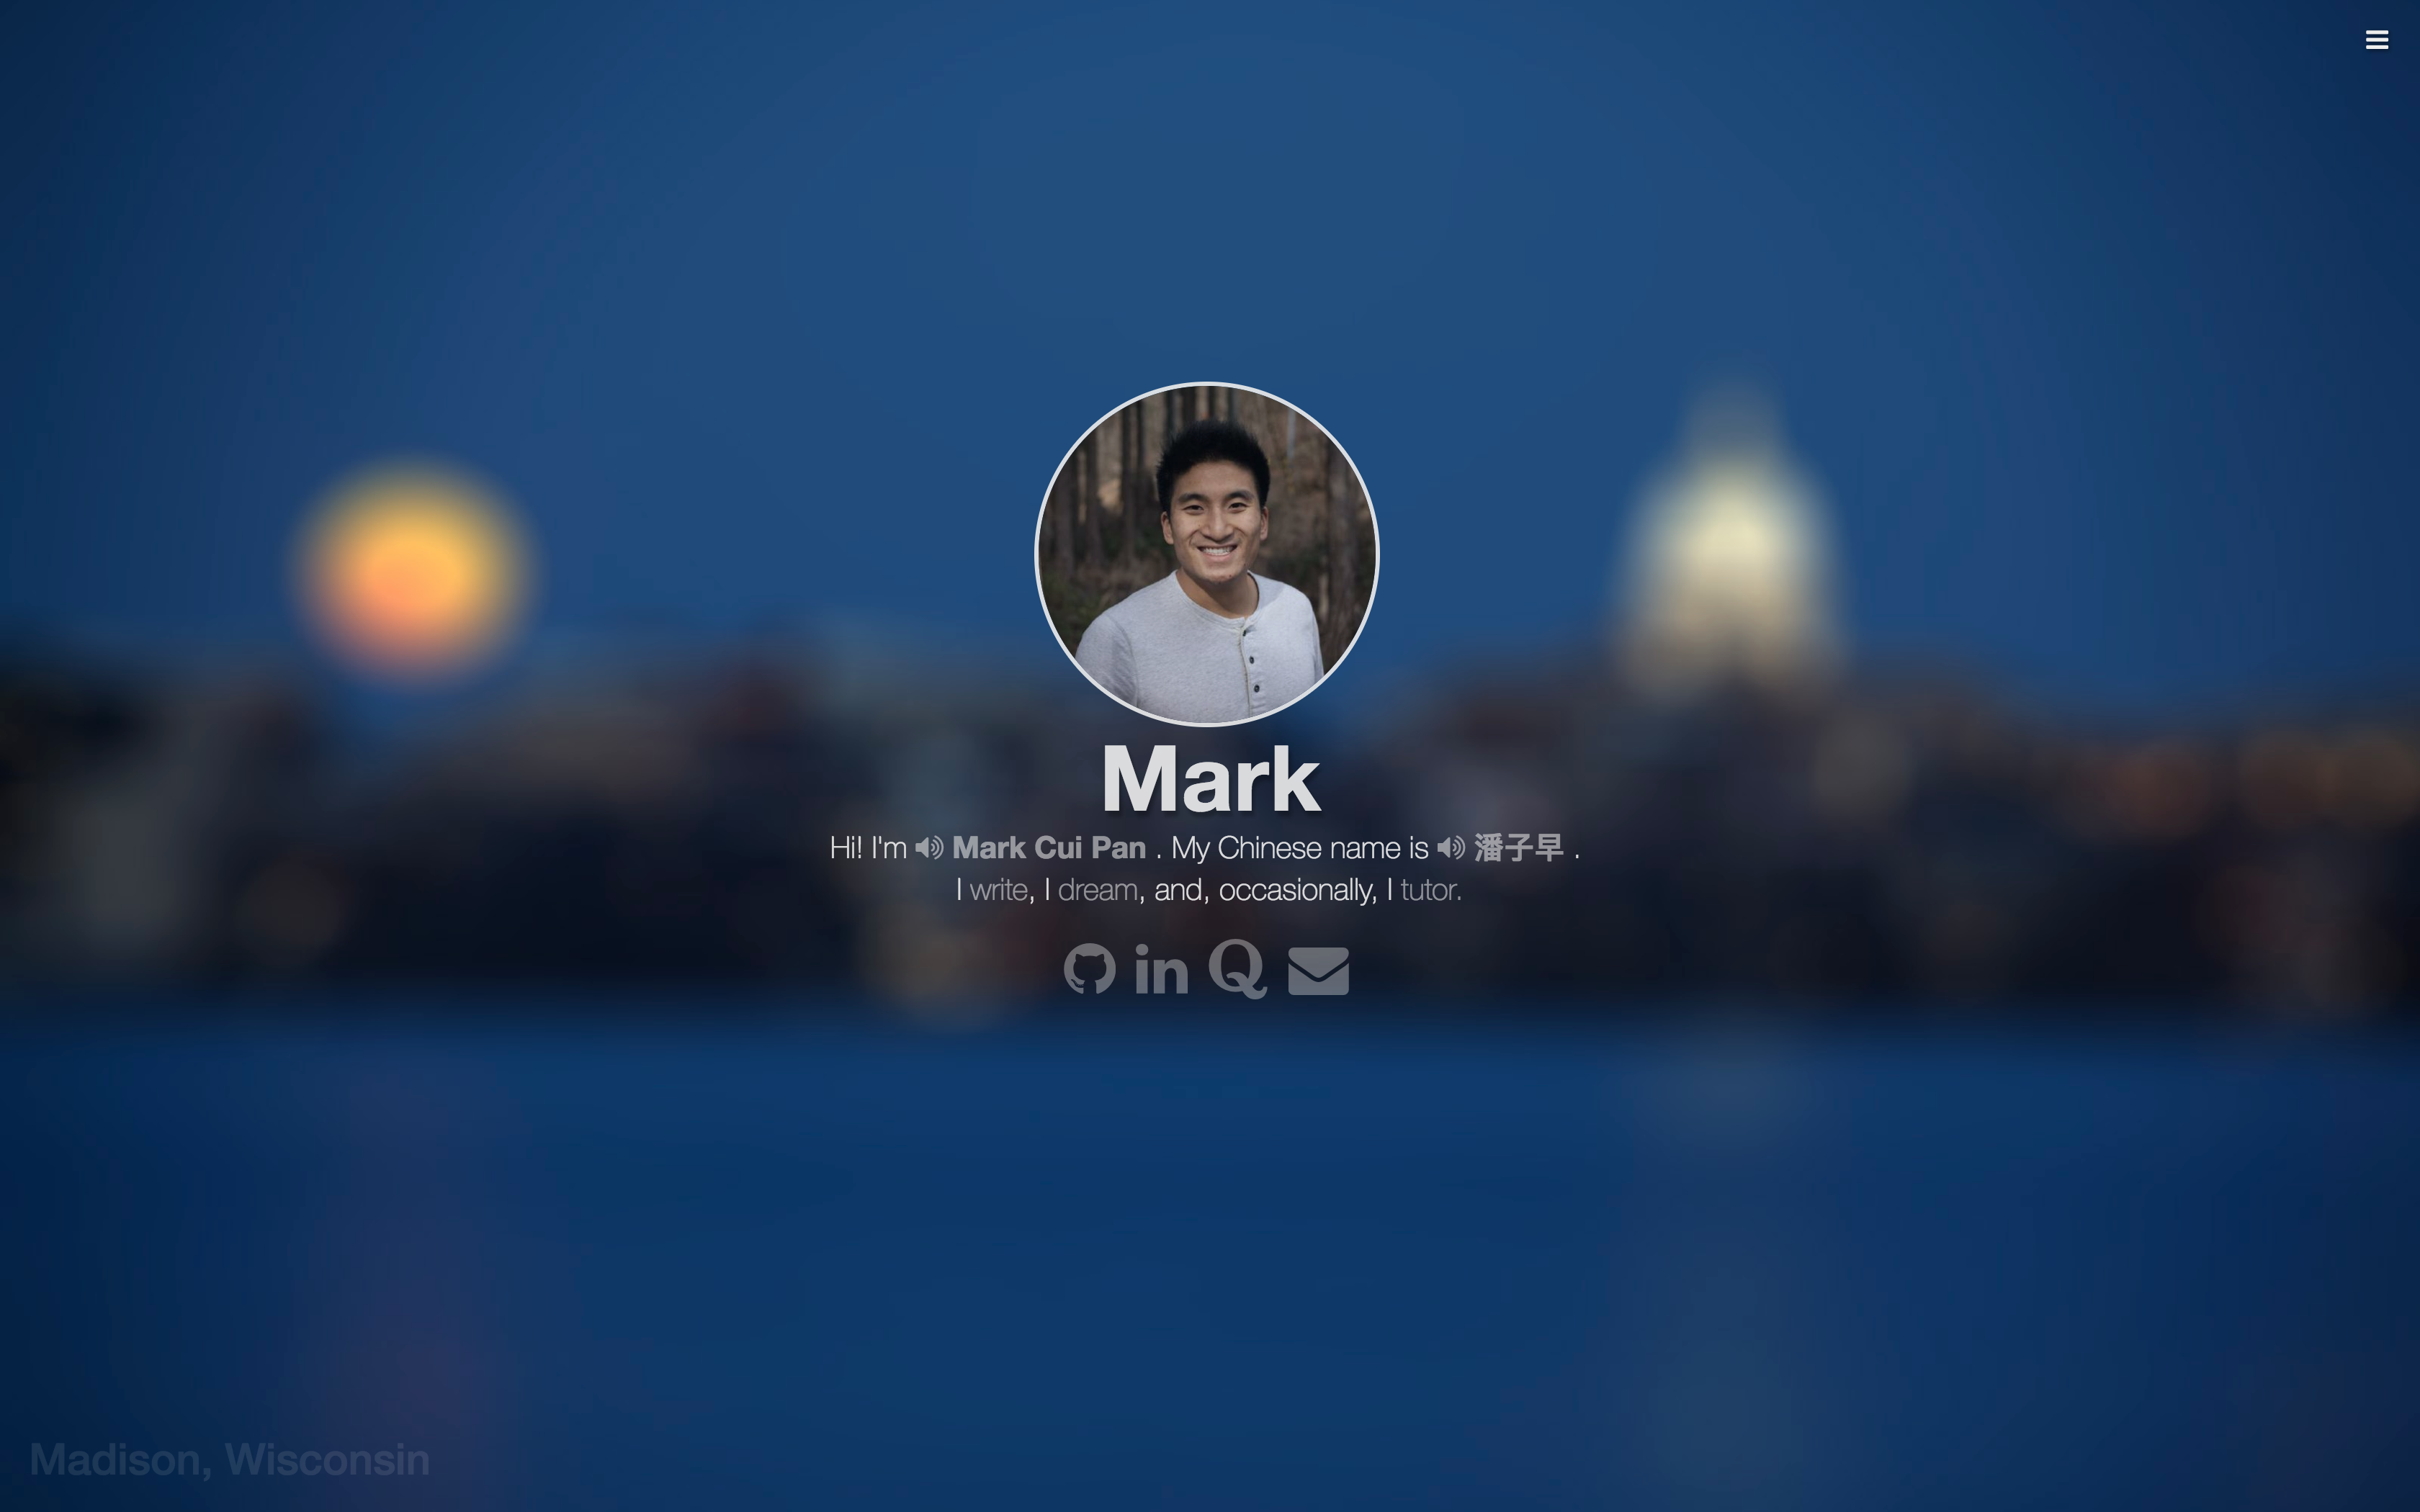 Mark
Hi! I'm Mark Cui Pan . My Chinese name is 潘子早 .
I write, I dream, and, occasionally, I tutor.
in Q
Madison, Wisconsin